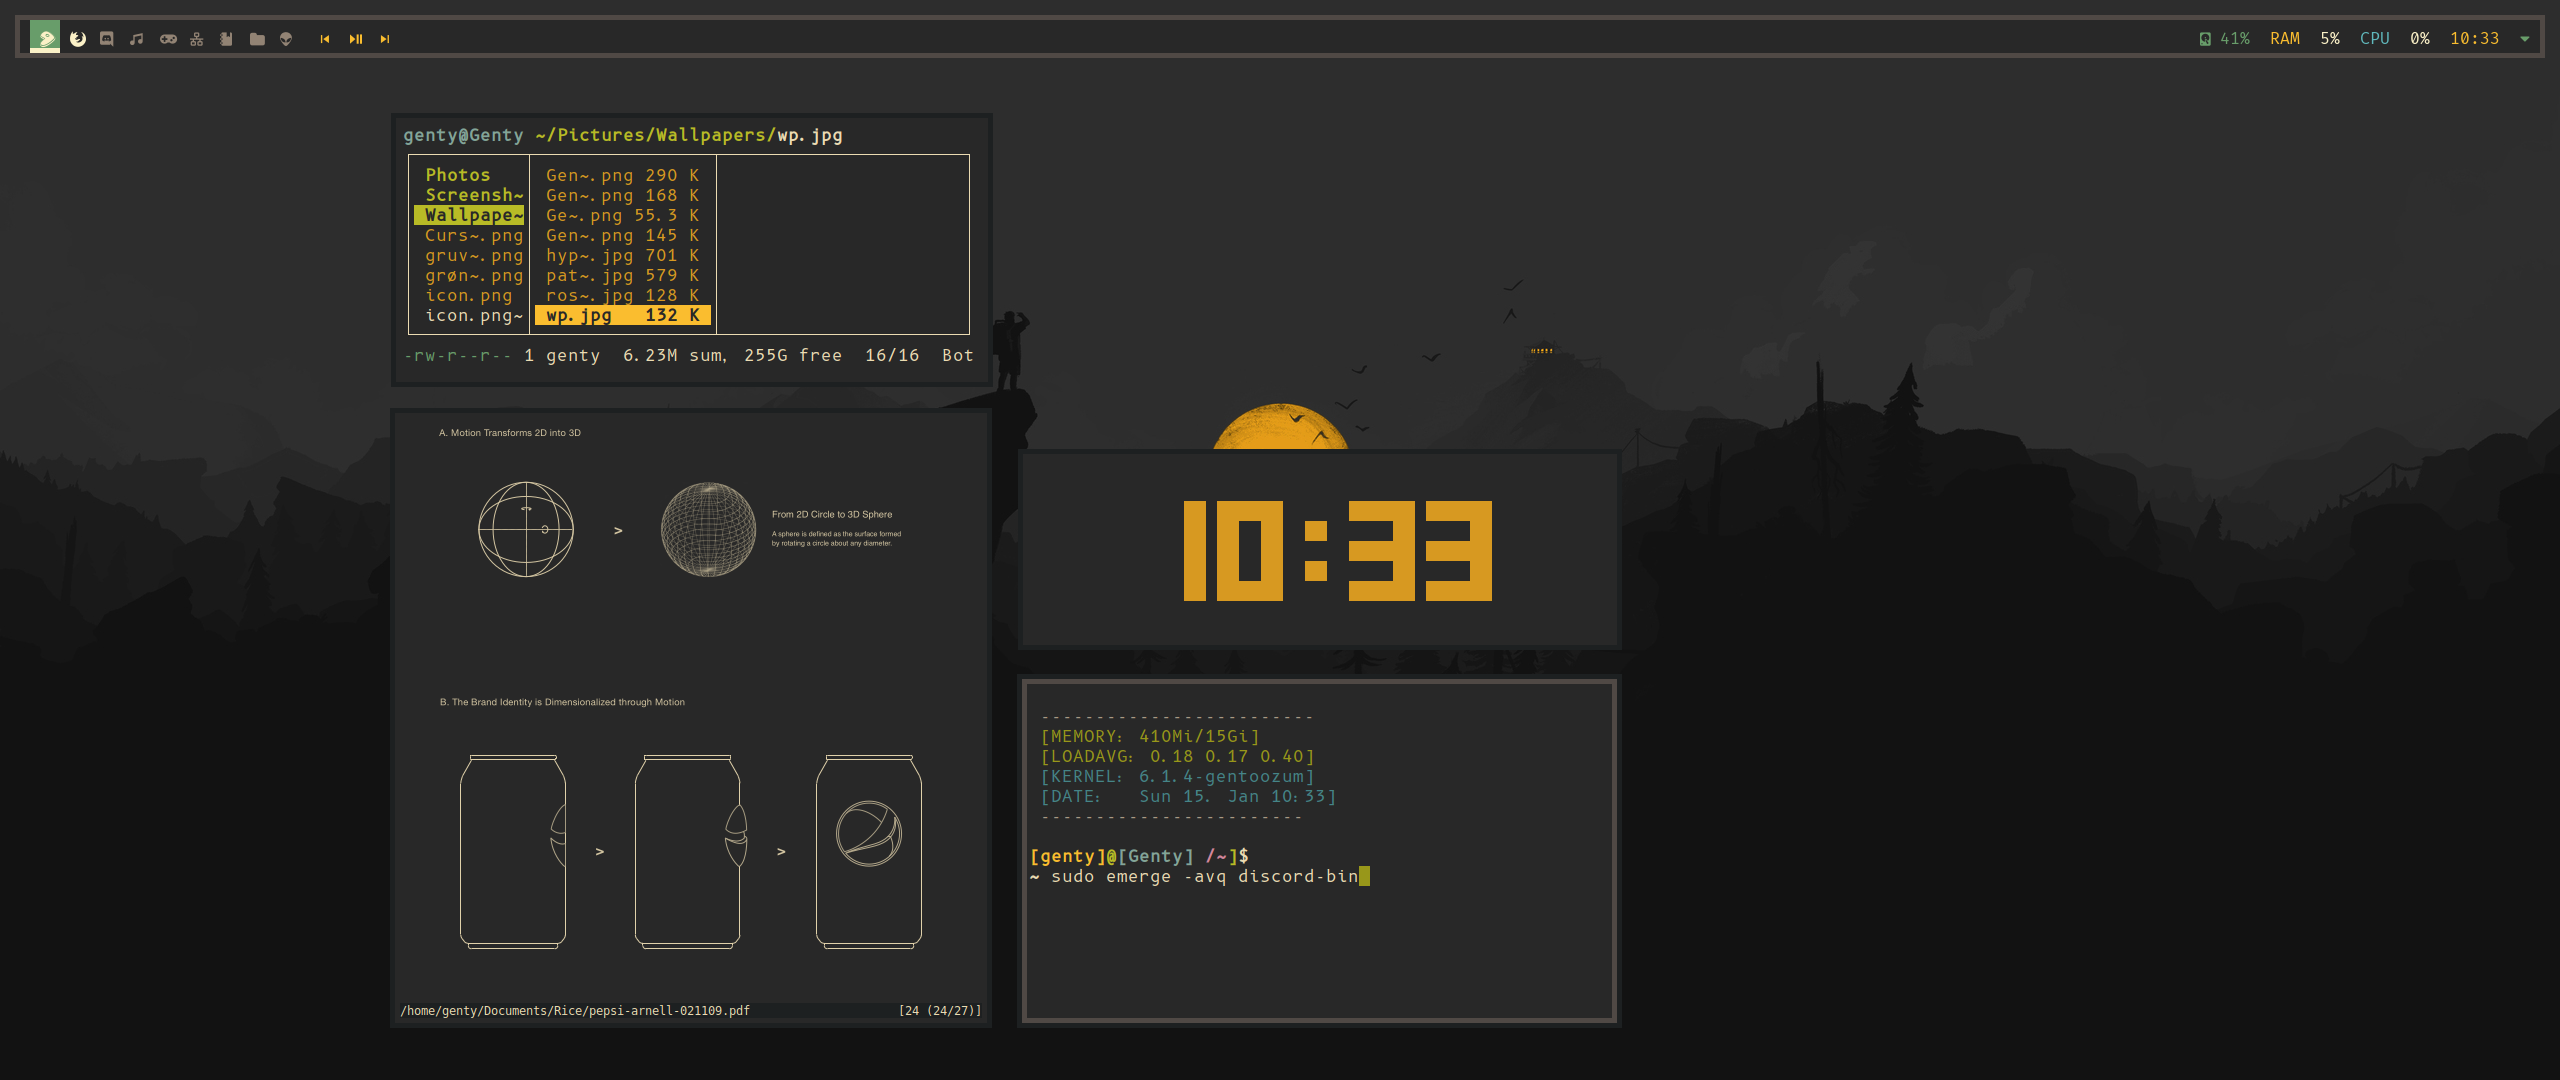 41% RAM 5% CPU 0% 10:33
genty@Genty ~/Pictures/Wallpapers/wp.jpg
Photos Gen~.png 290 K
Screensh~ Gen~.png 168 K
Wallpape~ Ge~.png 55.3 K
Curs~.png Gen~.png 145 K
gruv~.png hyp~.jpg 701 K
grøn~.png pat~.jpg 579 K
icon.png ros~.jpg 128 K
icon.png~ wp.jpg 132 K
-rw-r--r-- 1 genty 6.23M sum, 255G free 16/16 Bot
A. Motion Transforms 2D into 3D
>
From 2D Circle to 3D Sphere
A sphere is defined as the surface formed
by rotating a circle about any diameter.
B. The Brand Identity is Dimensionalized through Motion
> >
/home/genty/Documents/Rice/pepsi-arnell-021109.pdf [24 (24/27)]
10:33
-------------------------
[MEMORY: 410Mi/15Gi]
[LOADAVG: 0.18 0.17 0.40]
[KERNEL: 6.1.4-gentoozum]
[DATE: Sun 15. Jan 10:33]
------------------------
[genty]@[Genty] /~]$
~ sudo emerge -avq discord-bin